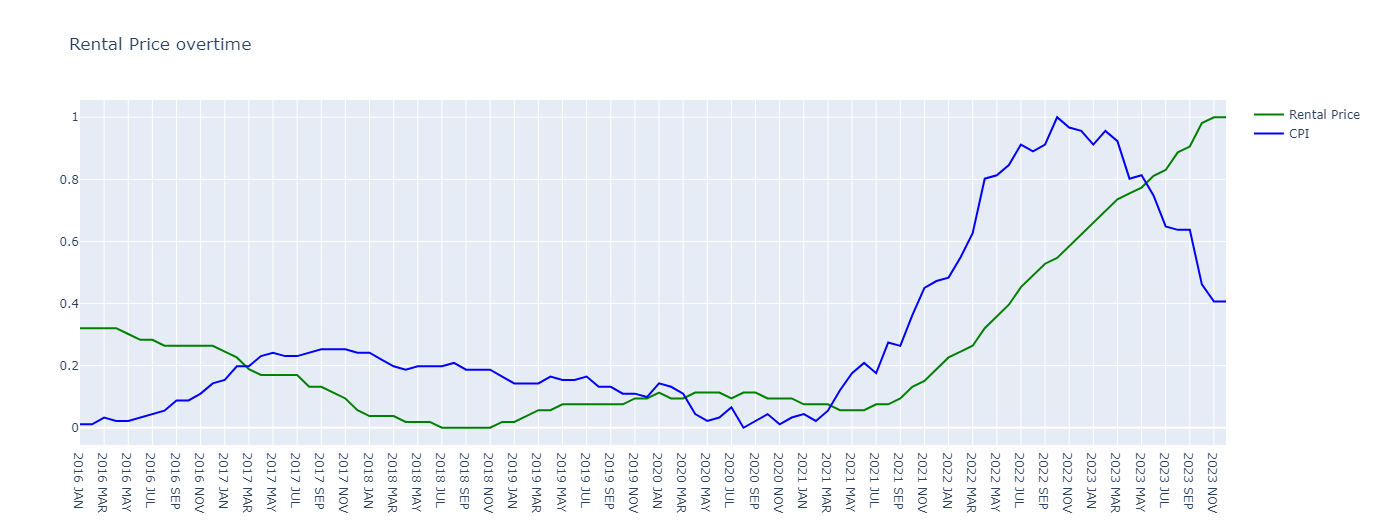 Rental Price overtime
Rental Price
CPI
1
0.8
0.6
0.4
0.2
0
2016 JAN
2016 MAR
2016 MAY
2016 JUL
2016 SEP
2016 NOV
2017 JAN
2017 MAR
2017 MAY
2017 JUL
2017 SEP
2017 NOV
2018 JAN
2018 MAR
2018 MAY
2018 JUL
2018 SEP
2018 NOV
2019 JAN
2019 MAR
2019 MAY
2019 JUL
2019 SEP
2019 NOV
2020 JAN
2020 MAR
2020 MAY
2020 JUL
2020 SEP
2020 NOV
2021 JAN
2021 MAR
2021 MAY
2021 JUL
2021 SEP
2021 NOV
2022 JAN
2022 MAR
2022 MAY
2022 JUL
2022 SEP
2022 NOV
2023 JAN
2023 MAR
2023 MAY
2023 JUL
2023 SEP
2023 NOV